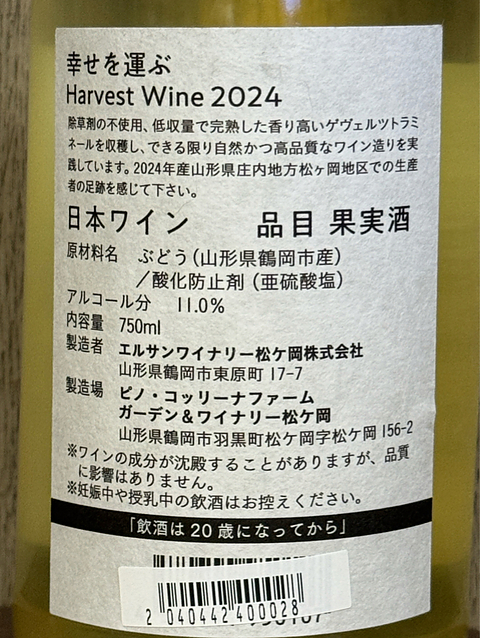 幸せを運ぶ
Harvest Wine 2024
除草剤の不使用、低収量で完熟した香り高いゲヴェルツトラミ
ネールを収穫し、できる限り自然かつ高品質なワイン造りを実
践しています。2024年産山形県庄内地方松ヶ岡地区での生産
者の足跡を感じて下さい。
日本ワイン　品目 果実酒
原材料名　ぶどう（山形県鶴岡市産）
／酸化防止剤（亜硫酸塩）
アルコール分　11.0%
内容量　750ml
製造者　エルサンワイナリー松ケ岡株式会社
山形県鶴岡市東原町 17-7
製造場　ピノ・コッリーナファーム
ガーデン＆ワイナリー松ケ岡
山形県鶴岡市羽黒町松ケ岡字松ケ岡 156-2
※ワインの成分が沈殿することがありますが、品質
に影響はありません。
※妊娠中や授乳中の飲酒はお控えください。
「飲酒は 20 歳になってから」
2 040442 400028